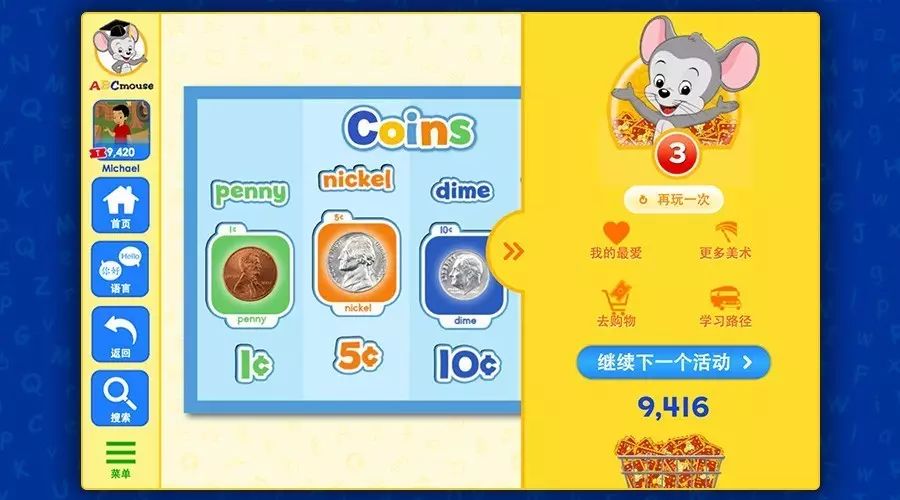 ABCmouse
T 9,420
Michael
首页
你好 Hello
语言
返回
搜索
菜单
Coins
penny
nickel
dime
1¢
5¢
10¢
penny
nickel
dime
1¢
5¢
10¢
3
再玩一次
我的最爱
更多美术
去购物
学习路径
继续下一个活动
9,416